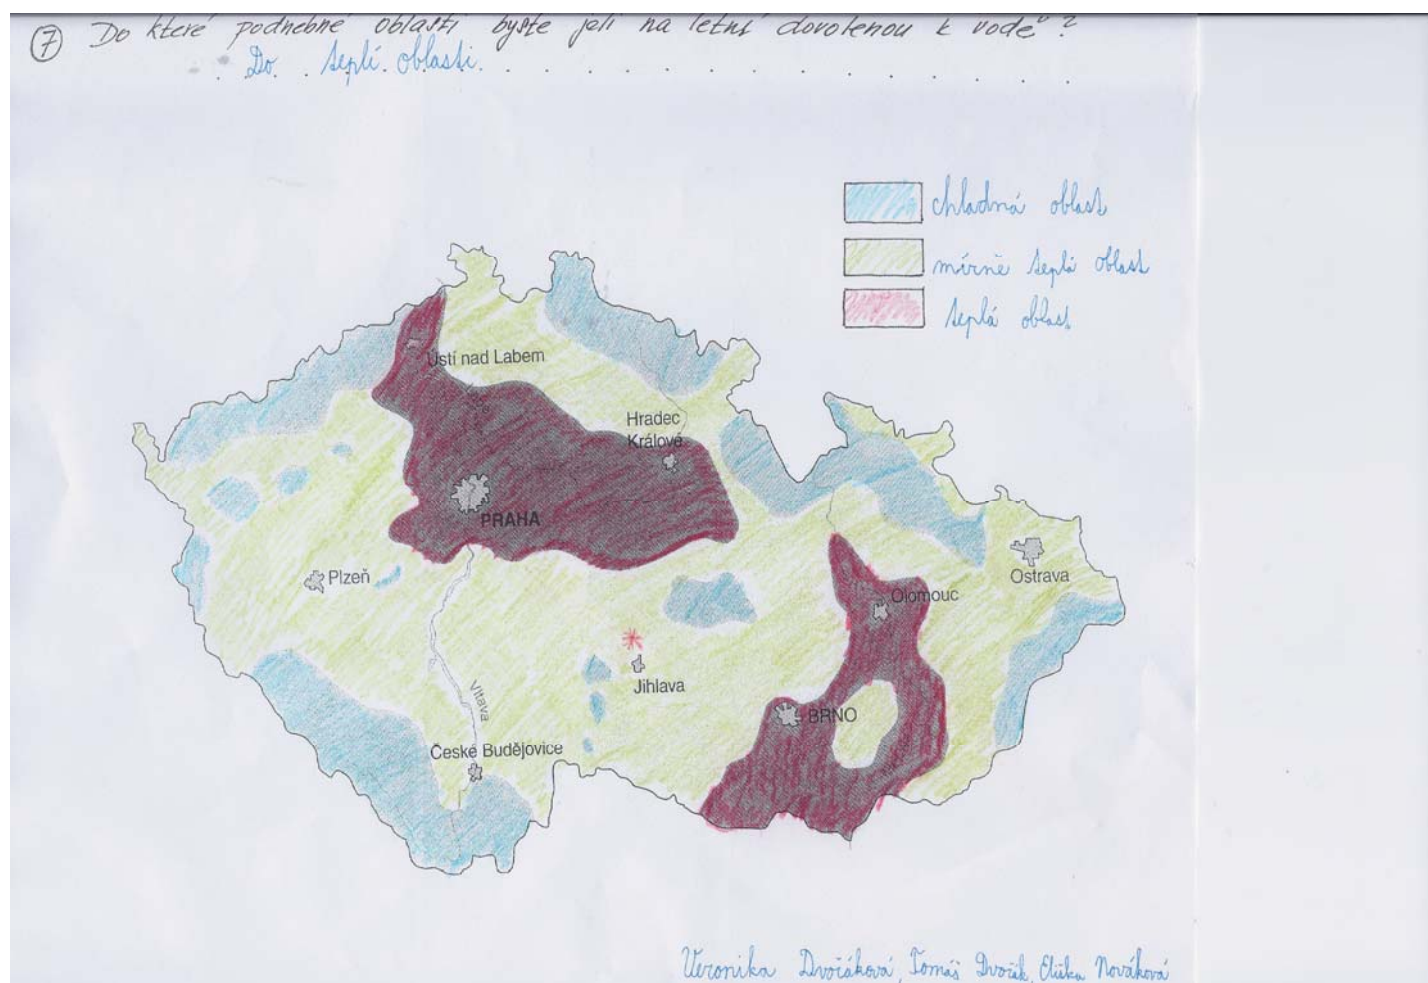 7 Do které podnebné oblasti byste jeli na letní dovolenou k vodě?
Do teplí oblasti.
chladná oblast
mírně teplá oblast
teplá oblast
Ústí nad Labem
Hradec
Králové
PRAHA
Plzeň
Ostrava
Olomouc
Jihlava
Vltava
BRNO
České Budějovice
Veronika Dvořáková, Tomáš Dvořák, Eliška Nováková